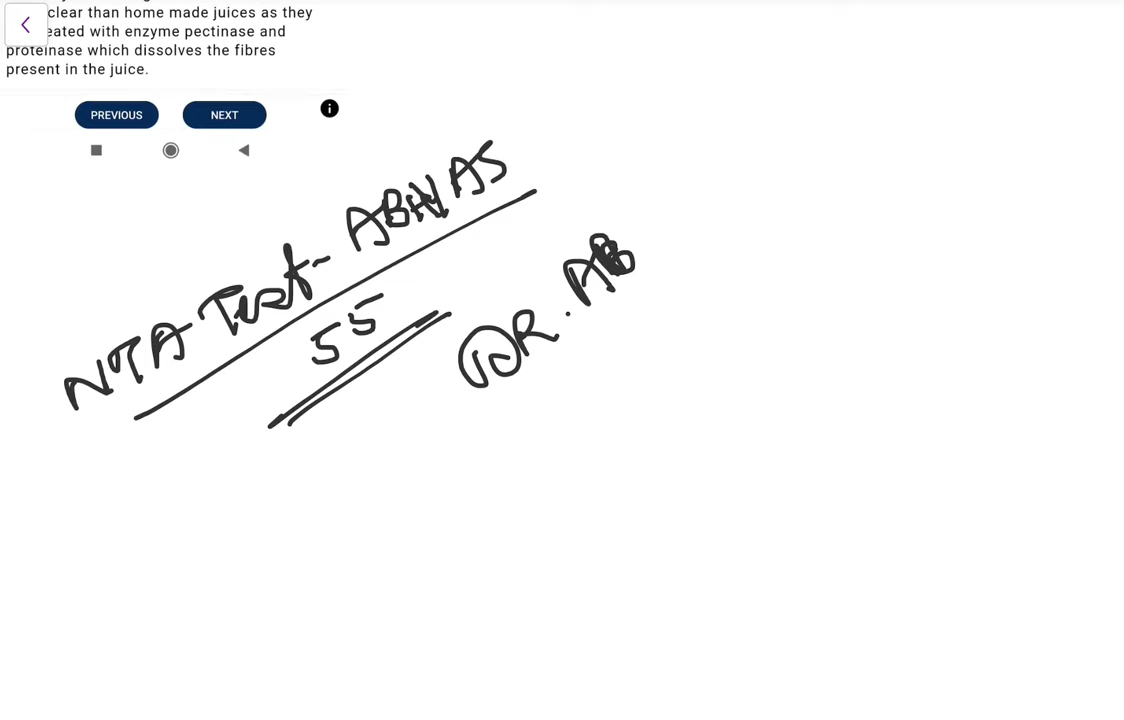 clear than home made juices as they
eated with enzyme pectinase and
proteinase which dissolves the fibres
present in the juice.
PREVIOUS NEXT i
NTA Test- ABHYAS
55
DR. AB